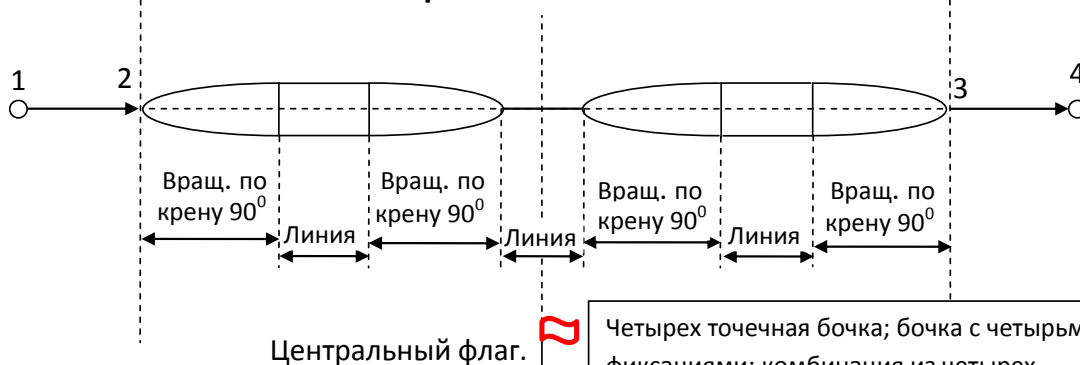 1
2
3
4
Вращ. по
крену 90⁰
Линия
Вращ. по
крену 90⁰
Линия
Вращ. по
крену 90⁰
Линия
Вращ. по
крену 90⁰
Центральный флаг.
Четырех точечная бочка; бочка с четырьм